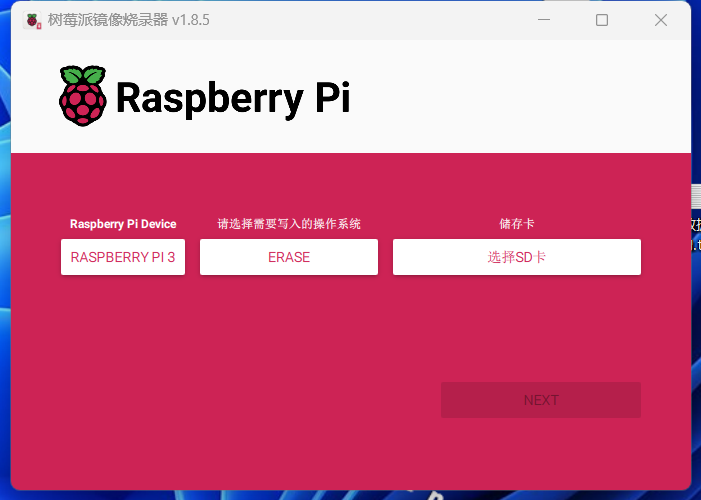 树莓派镜像烧录器 v1.8.5
Raspberry Pi
Raspberry Pi Device
请选择需要写入的操作系统
储存卡
RASPBERRY PI 3
ERASE
选择SD卡
NEXT